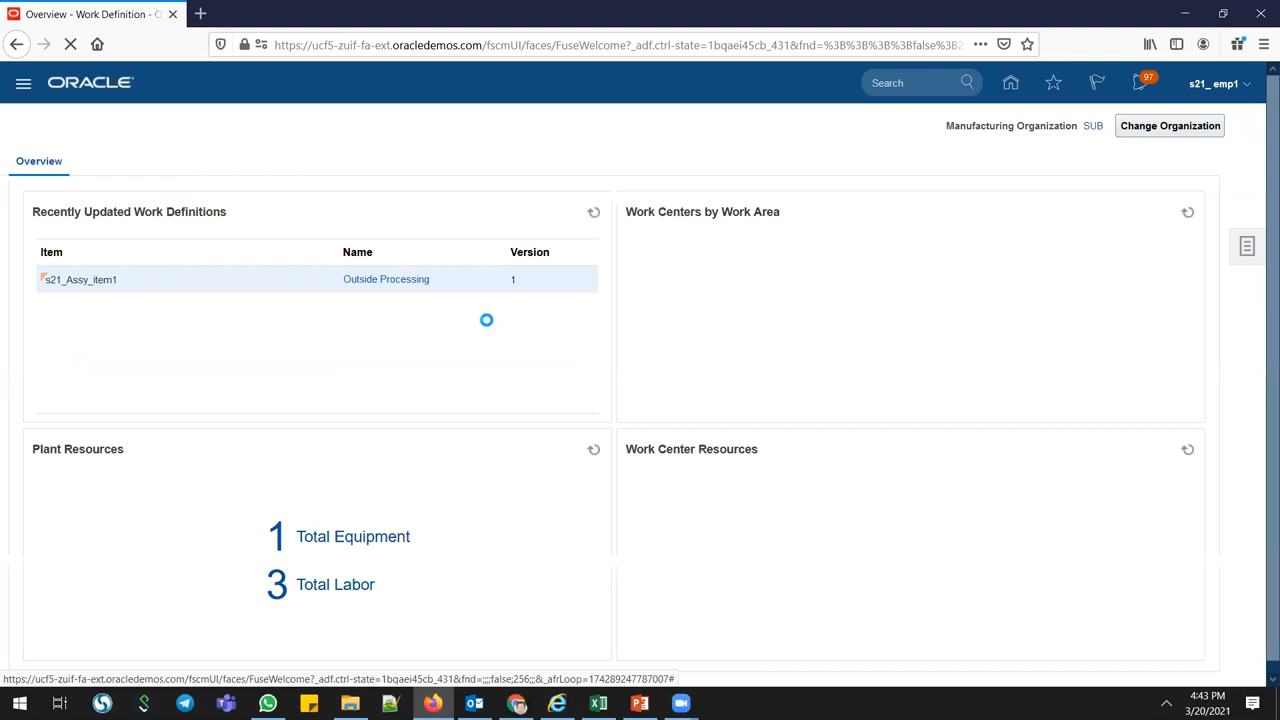 Overview - Work Definition - O
https://ucf5-zuif-fa-ext.oracledemos.com/fscmUI/faces/FuseWelcome?_adf.ctrl-state=1bqaei45cb_431&fnd=%3B%3B%3B%3Bfalse%3B2
ORACLE
Search
97
s21_ emp1
Manufacturing Organization SUB Change Organization
Overview
Recently Updated Work Definitions
Work Centers by Work Area
Item Name Version
s21_Assy_item1 Outside Processing 1
Plant Resources
Work Center Resources
1 Total Equipment
3 Total Labor
https://ucf5-zuif-fa-ext.oracledemos.com/fscmUI/faces/FuseWelcome?_adf.ctrl-state=1bqaei45cb_431&fnd=;;;;false;256;;;&_afrLoop=174289247787007#
4:43 PM
3/20/2021